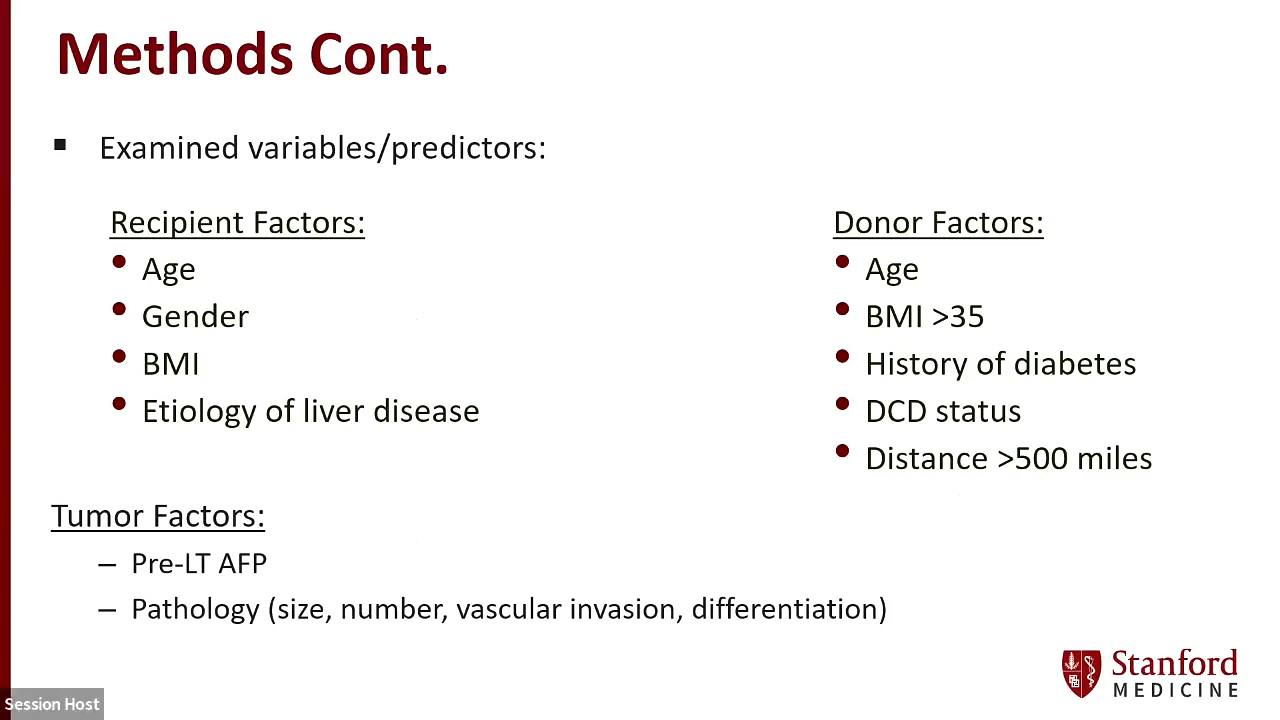 Methods Cont.
▪ Examined variables/predictors:
Recipient Factors:
• Age
• Gender
• BMI
• Etiology of liver disease
Donor Factors:
• Age
• BMI >35
• History of diabetes
• DCD status
• Distance >500 miles
Tumor Factors:
– Pre-LT AFP
– Pathology (size, number, vascular invasion, differentiation)
Stanford
MEDICINE
Session Host